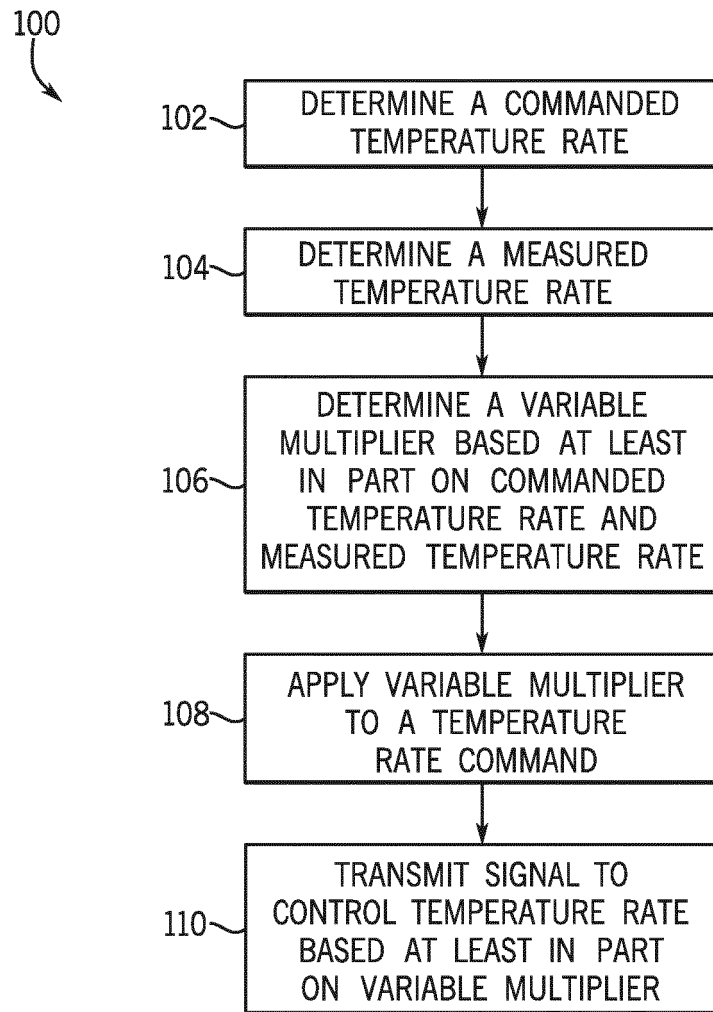 100
102
DETERMINE A COMMANDED
TEMPERATURE RATE
104
DETERMINE A MEASURED
TEMPERATURE RATE
106
DETERMINE A VARIABLE
MULTIPLIER BASED AT LEAST
IN PART ON COMMANDED
TEMPERATURE RATE AND
MEASURED TEMPERATURE RATE
108
APPLY VARIABLE MULTIPLIER
TO A TEMPERATURE
RATE COMMAND
110
TRANSMIT SIGNAL TO
CONTROL TEMPERATURE RATE
BASED AT LEAST IN PART
ON VARIABLE MULTIPLIER